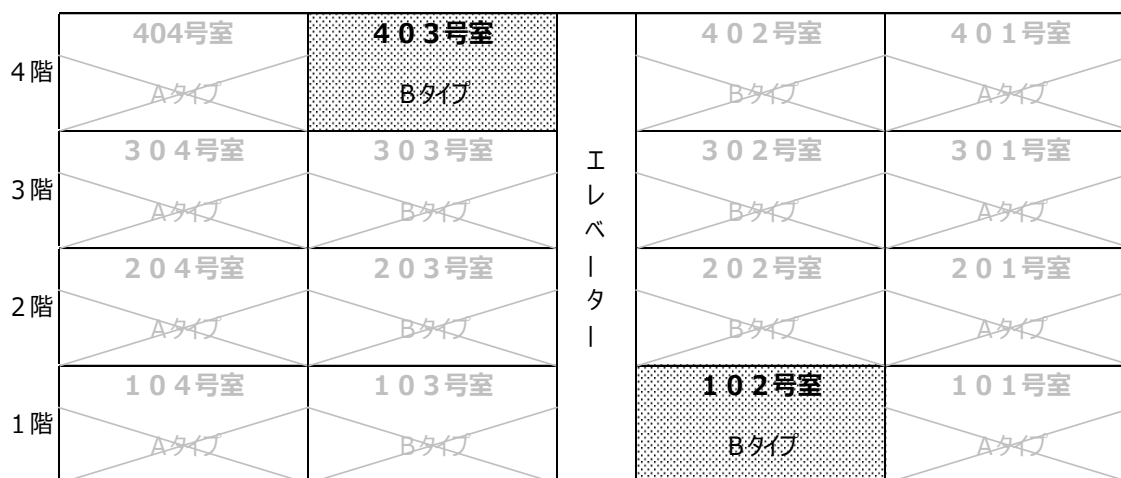 404号室 ４０３号室 ４０２号室 ４０１号室
４階
Aタイプ Bタイプ Bタイプ Aタイプ
３０４号室 ３０３号室 ３０２号室 ３０１号室
３階
Aタイプ Bタイプ Bタイプ Aタイプ
エレベーター
２０４号室 ２０３号室 ２０２号室 ２０１号室
２階
Aタイプ Bタイプ Bタイプ Aタイプ
１０４号室 １０３号室 １０２号室 １０１号室
１階
Aタイプ Bタイプ Bタイプ Aタイプ